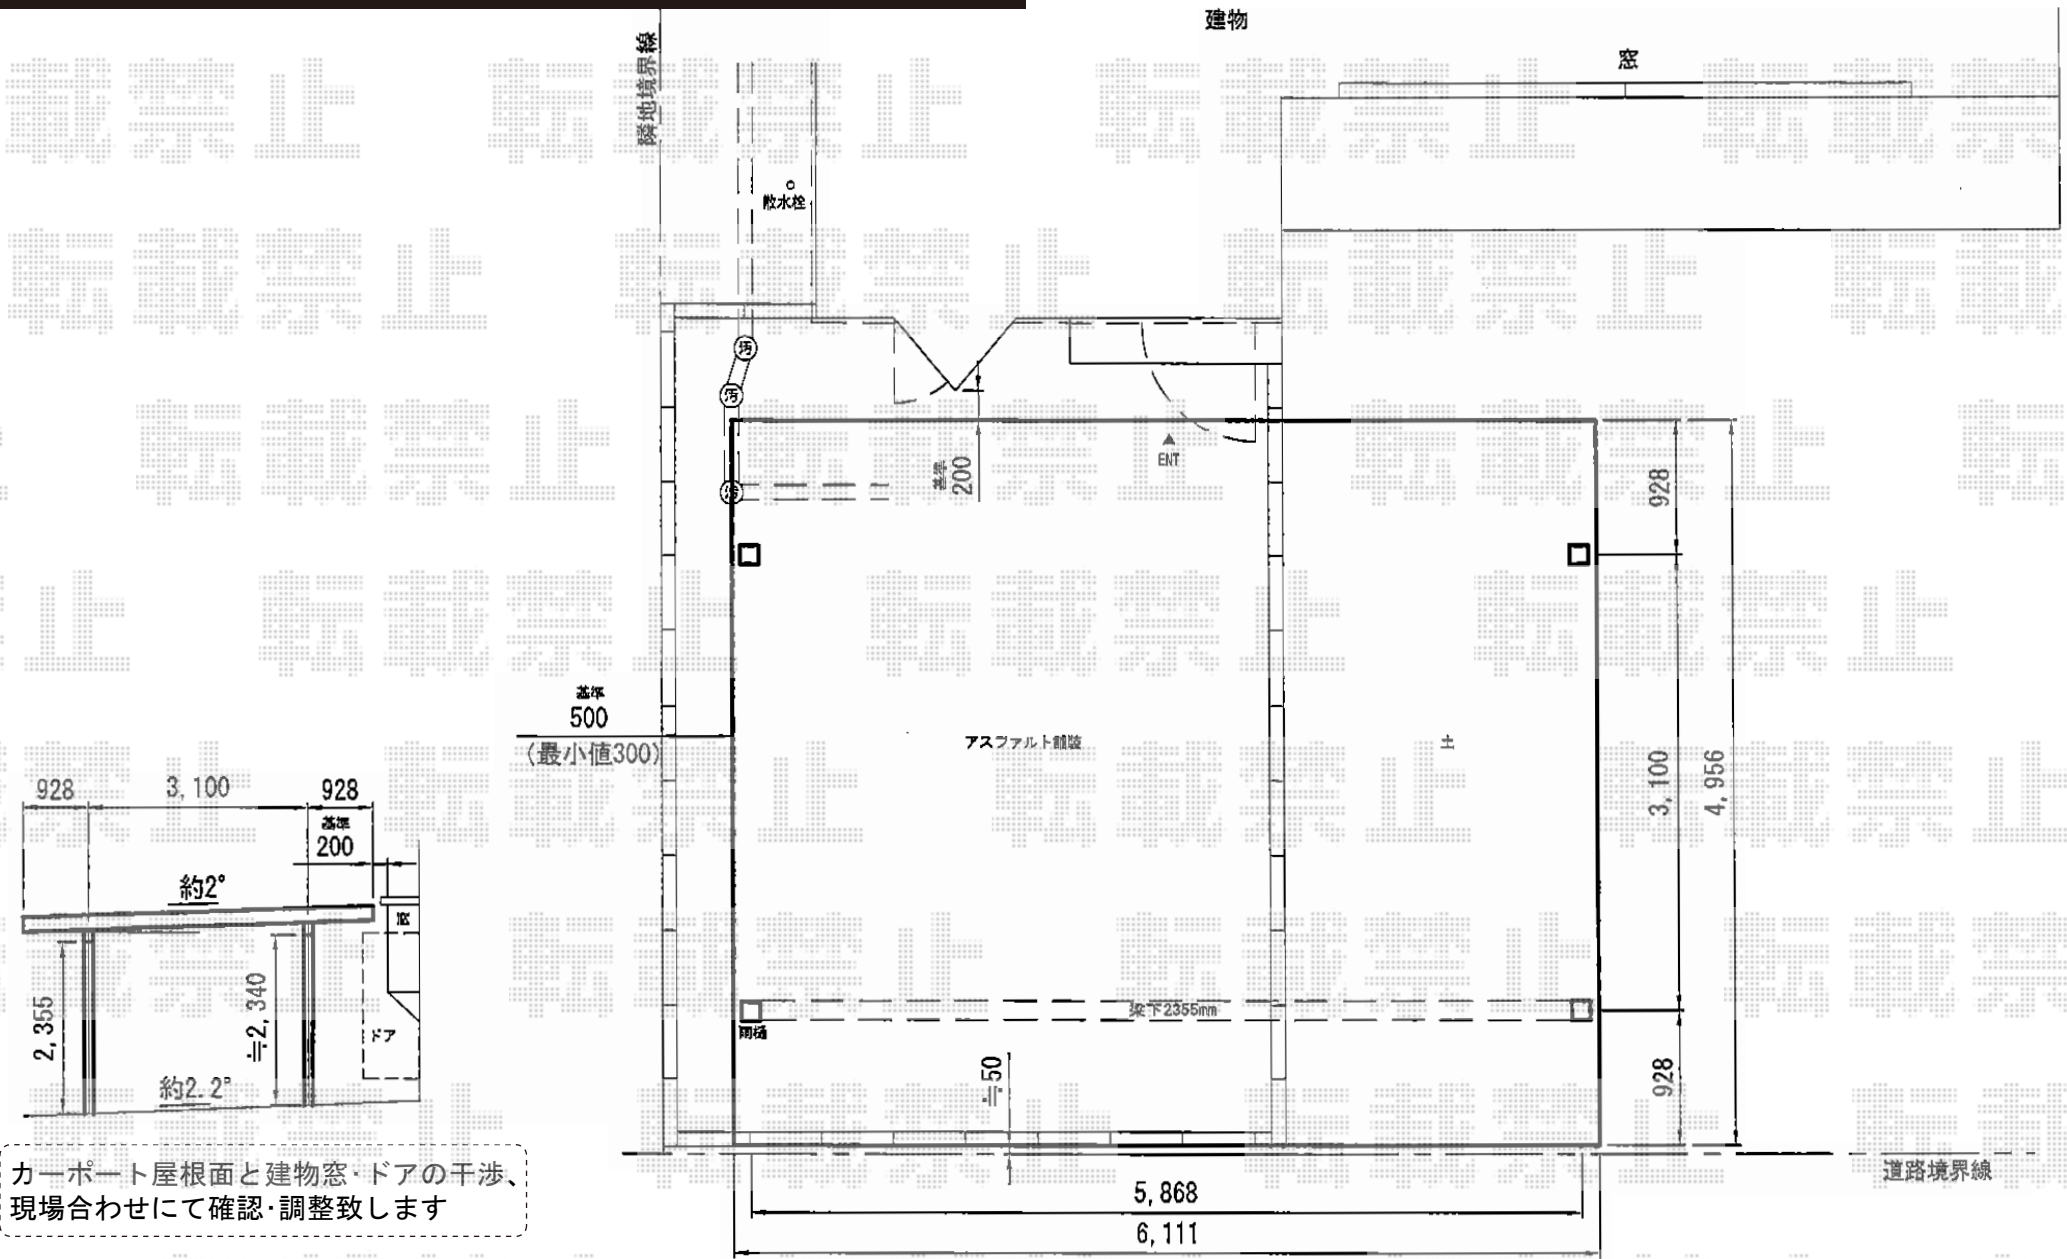 建物
窓
隣地境界線
散水栓
汚
汚
汚
基準
200
ENT
928
基準
500
(最小値300)
アスファルト舗装
土
3,100
4,956
928
3,100
928
基準
200
約2°
窓
2,355
≒2,340
ドア
約2.2°
梁下2355mm
雨樋
≒50
928
カーポート屋根面と建物窓・ドアの干渉、
現場合わせにて確認・調整致します
道路境界線
5,868
6,111
転載禁止